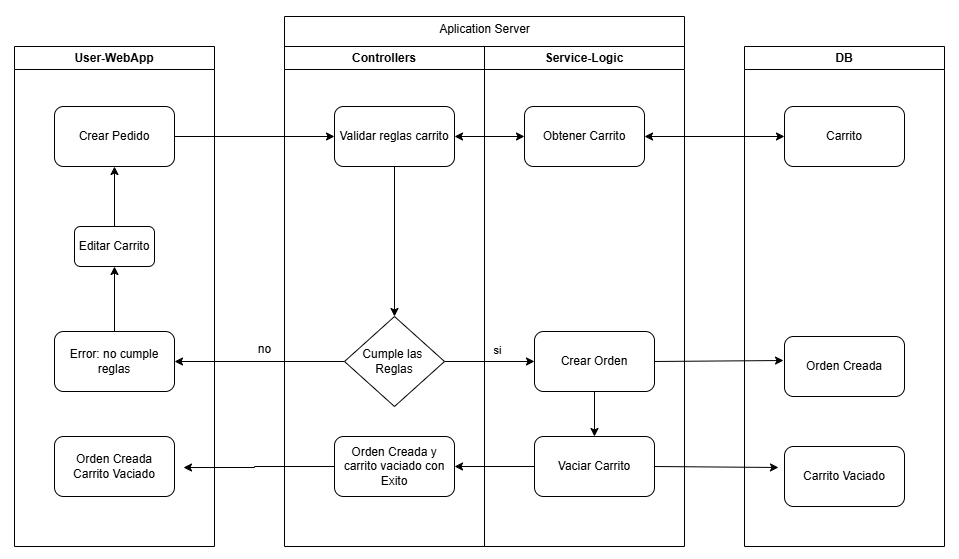 Aplication Server
User-WebApp
Controllers
Service-Logic
DB
Crear Pedido
Validar reglas carrito
Obtener Carrito
Carrito
Editar Carrito
Error: no cumple
reglas
no
Cumple las
Reglas
si
Crear Orden
Orden Creada
Orden Creada
Carrito Vaciado
Orden Creada y
carrito vaciado con
Exito
Vaciar Carrito
Carrito Vaciado